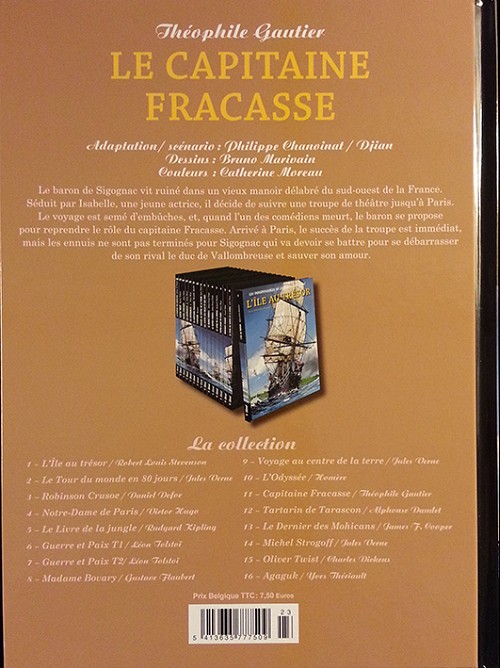 Théophile Gautier
LE CAPITAINE
FRACASSE
Adaptation / scénario : Philippe Chanoinat / Djian
Dessins : Bruno Marivain
Couleurs : Catherine Moreau
Le baron de Sigognac vit ruiné dans un vieux manoir délabré du sud-ouest de la France.
Séduit par Isabelle, une jeune actrice, il décide de suivre une troupe de théâtre jusqu'à Paris.
Le voyage est semé d'embûches, et, quand l'un des comédiens meurt, le baron se propose
pour reprendre le rôle du capitaine Fracasse. Arrivé à Paris, le succès de la troupe est immédiat,
mais les ennuis ne sont pas terminés pour Sigognac qui va devoir se battre pour se débarrasser
de son rival le duc de Vallombreuse et sauver son amour.
L'ÎLE AU TRÉSOR
La collection
1 – L'Île au trésor / Robert Louis Stevenson
2 – Le Tour du monde en 80 jours / Jules Verne
3 – Robinson Crusoe / Daniel Defoe
4 – Notre-Dame de Paris / Victor Hugo
5 – Le Livre de la jungle / Rudyard Kipling
6 – Guerre et Paix T1 / Léon Tolstoï
7 – Guerre et Paix T2 / Léon Tolstoï
8 – Madame Bovary / Gustave Flaubert
9 – Voyage au centre de la terre / Jules Verne
10 – L'Odyssée / Homère
11 – Capitaine Fracasse / Théophile Gautier
12 – Tartarin de Tarascon / Alphonse Daudet
13 – Le Dernier des Mohicans / James F. Cooper
14 – Michel Strogoff / Jules Verne
15 – Oliver Twist / Charles Dickens
16 – Agaguk / Yves Thériault
Prix Belgique TTC : 7,50 Euros
23
5 413635 777509